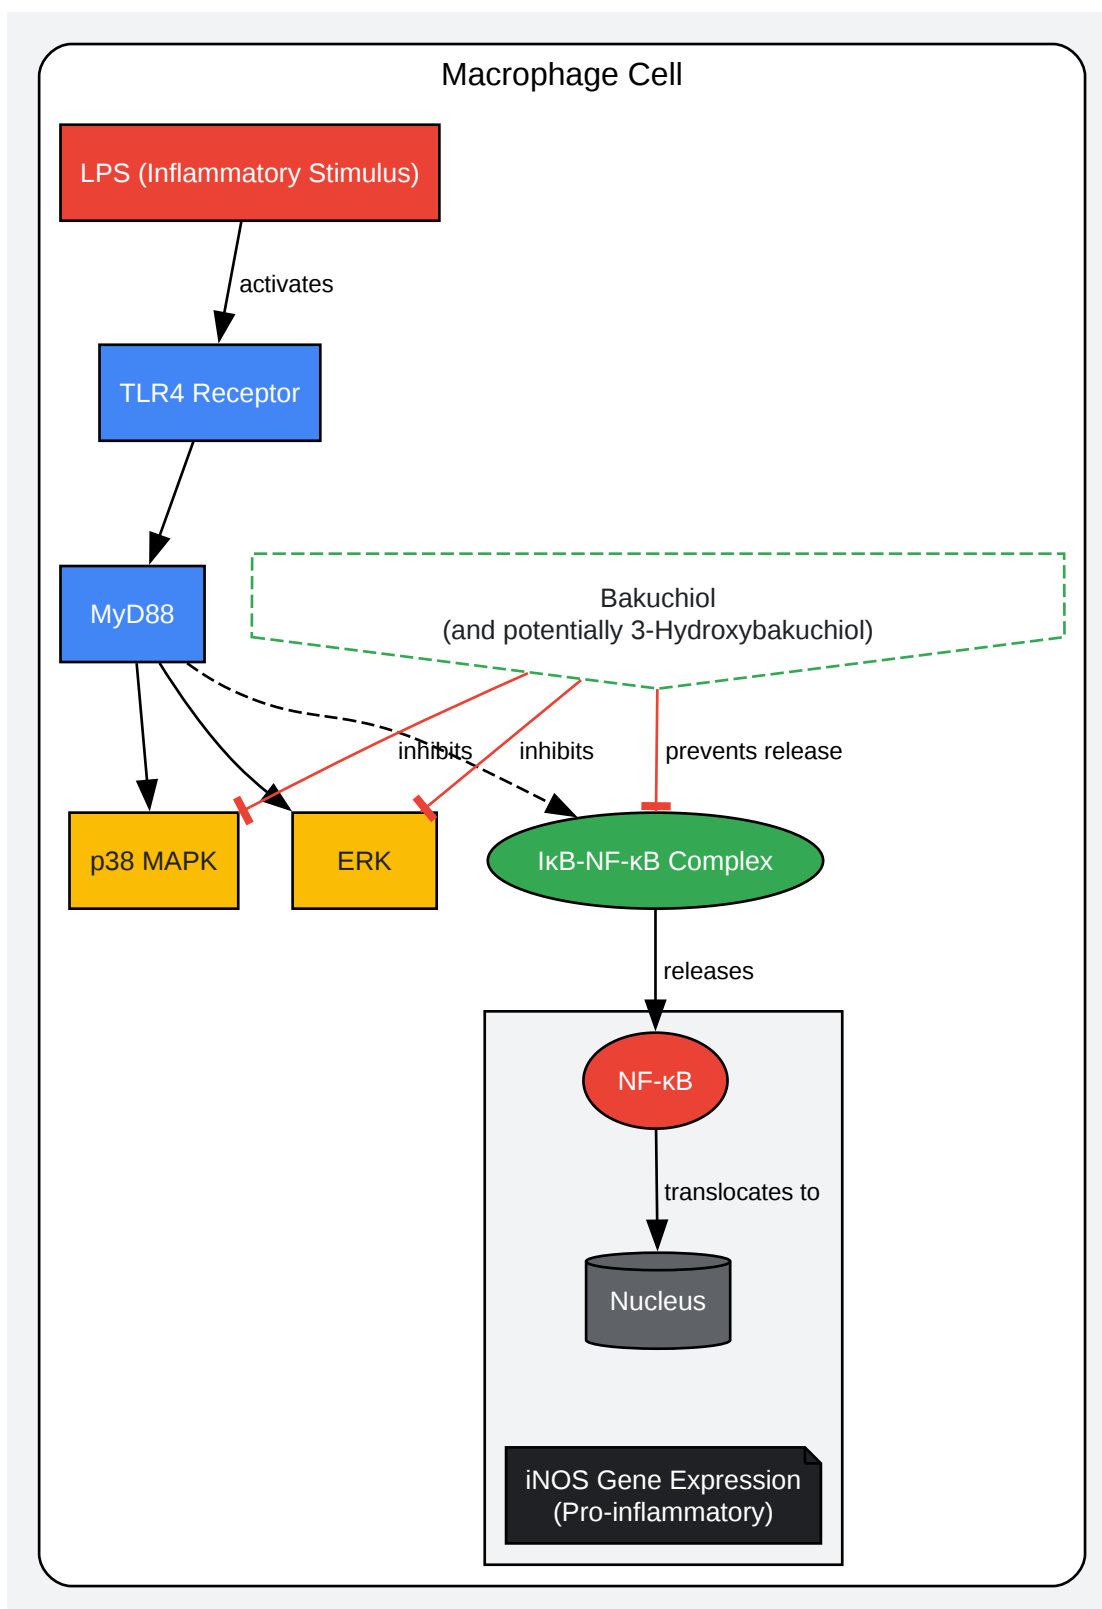 Macrophage Cell
LPS (Inflammatory Stimulus)
activates
TLR4 Receptor
MyD88
Bakuchiol
(and potentially 3-Hydroxybakuchiol)
inhibits
inhibits
prevents release
p38 MAPK
ERK
IκB-NF-κB Complex
releases
NF-κB
translocates to
Nucleus
iNOS Gene Expression
(Pro-inflammatory)